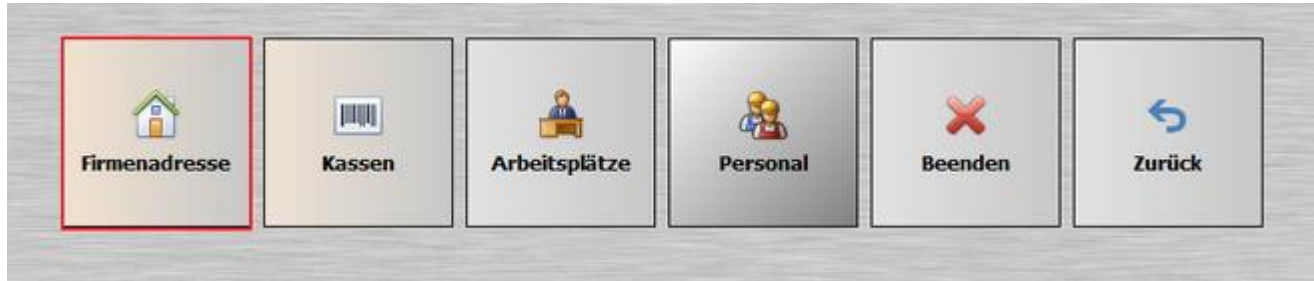 Firmenadresse
Kassen
Arbeitsplätze
Personal
Beenden
Zurück